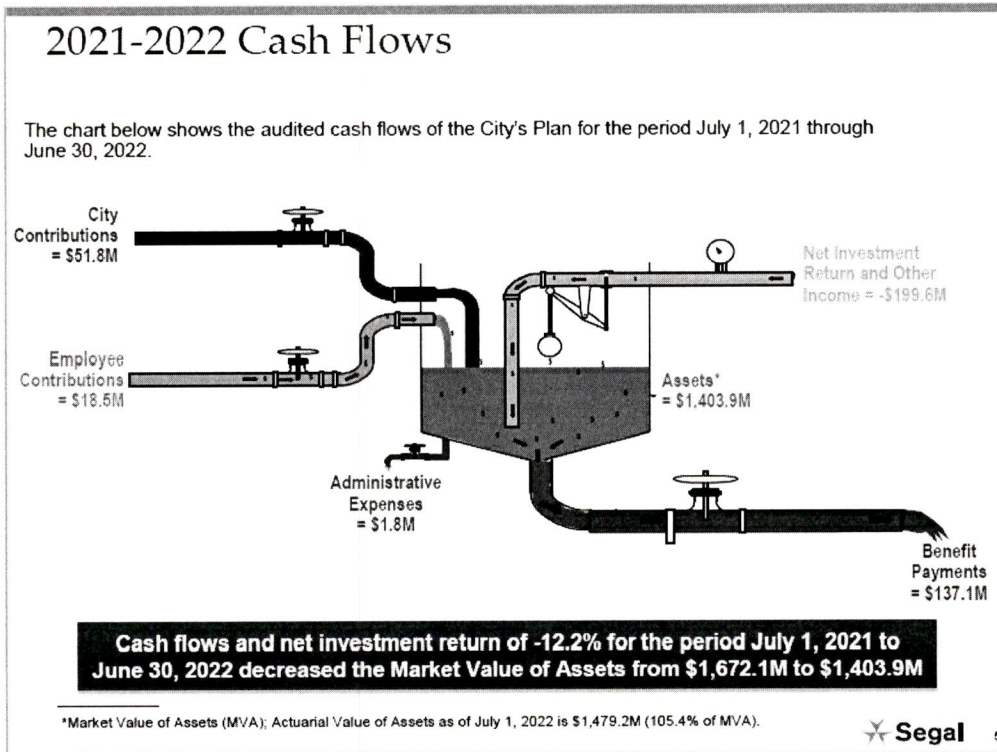 2021-2022 Cash Flows
The chart below shows the audited cash flows of the City's Plan for the period July 1, 2021 through
June 30, 2022.
City
Contributions
= $51.8M
Net Investment
Return and Other
Income = -$199.6M
Employee
Contributions
= $18.5M
Assets*
= $1,403.9M
Administrative
Expenses
= $1.8M
Benefit
Payments
= $137.1M
Cash flows and net investment return of -12.2% for the period July 1, 2021 to
June 30, 2022 decreased the Market Value of Assets from $1,672.1M to $1,403.9M
*Market Value of Assets (MVA); Actuarial Value of Assets as of July 1, 2022 is $1,479.2M (105.4% of MVA).
Segal